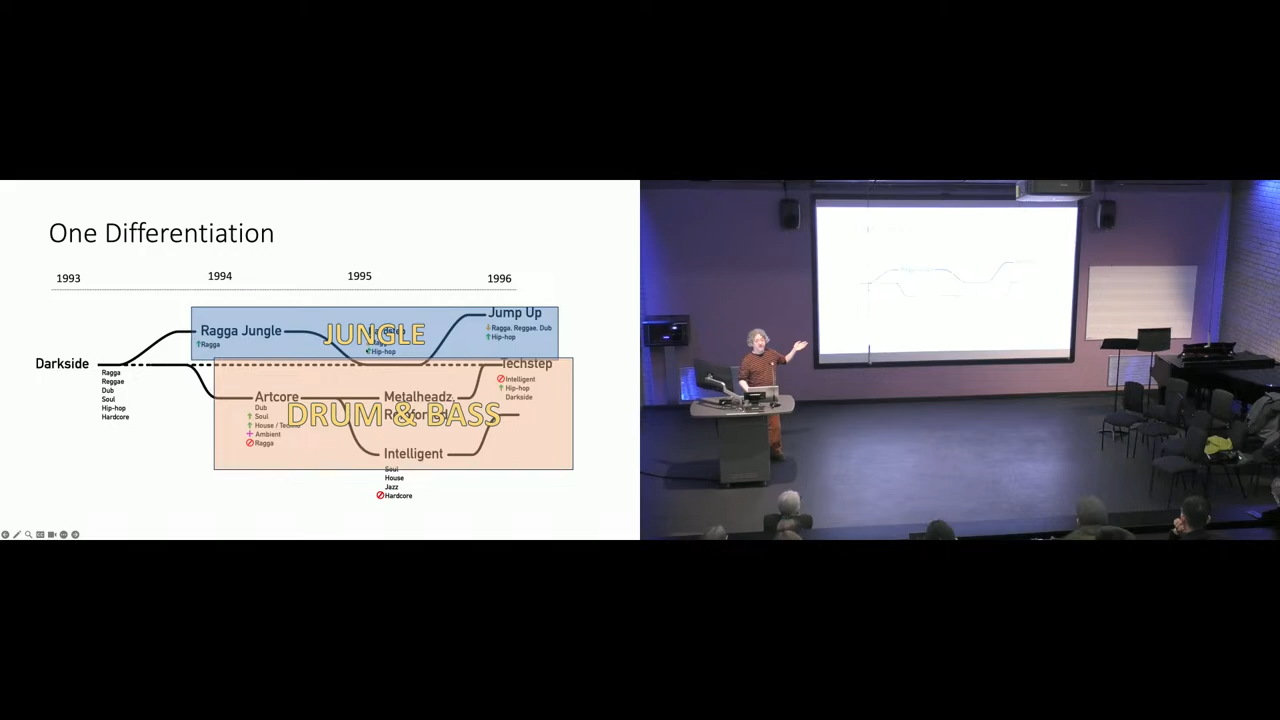 One Differentiation
1993
1994
1995
1996
Jump Up
Ragga, Reggae, Dub
Hip-hop
Ragga Jungle
Ragga
JUNGLE
Hip-hop
Darkside
Ragga
Reggae
Dub
Soul
Hip-hop
Hardcore
Techstep
Intelligent
Hip-hop
Darkside
Artcore
Dub
Soul
House / Techno
Ambient
Ragga
Metalheadz,
DRUM & BASS
Intelligent
Soul
House
Jazz
Hardcore